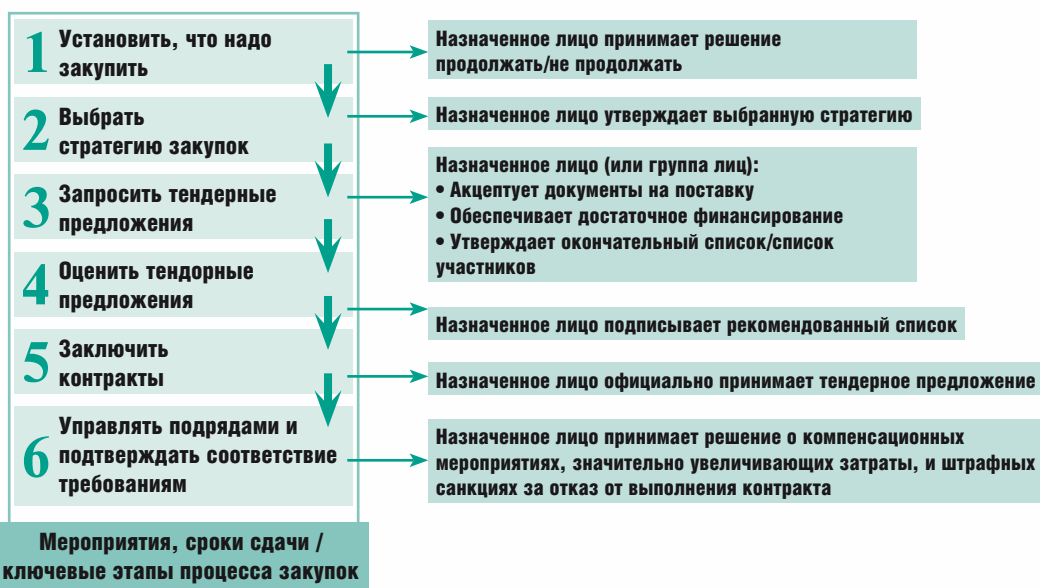 1 Установить, что надо
закупить
Назначенное лицо принимает решение
продолжать/не продолжать
2 Выбрать
стратегию закупок
Назначенное лицо утверждает выбранную стратегию
3 Запросить тендерные
предложения
Назначенное лицо (или группа лиц):
• Акцептует документы на поставку
• Обеспечивает достаточное финансирование
• Утверждает окончательный список/список
участников
4 Оценить тендорные
предложения
Назначенное лицо подписывает рекомендованный список
5 Заключить
контракты
Назначенное лицо официально принимает тендерное предложение
6 Управлять подрядами и
подтверждать соответствие
требованиям
Назначенное лицо принимает решение о компенсационных
мероприятиях, значительно увеличивающих затраты, и штрафных
санкциях за отказ от выполнения контракта
Мероприятия, сроки сдачи /
ключевые этапы процесса закупок